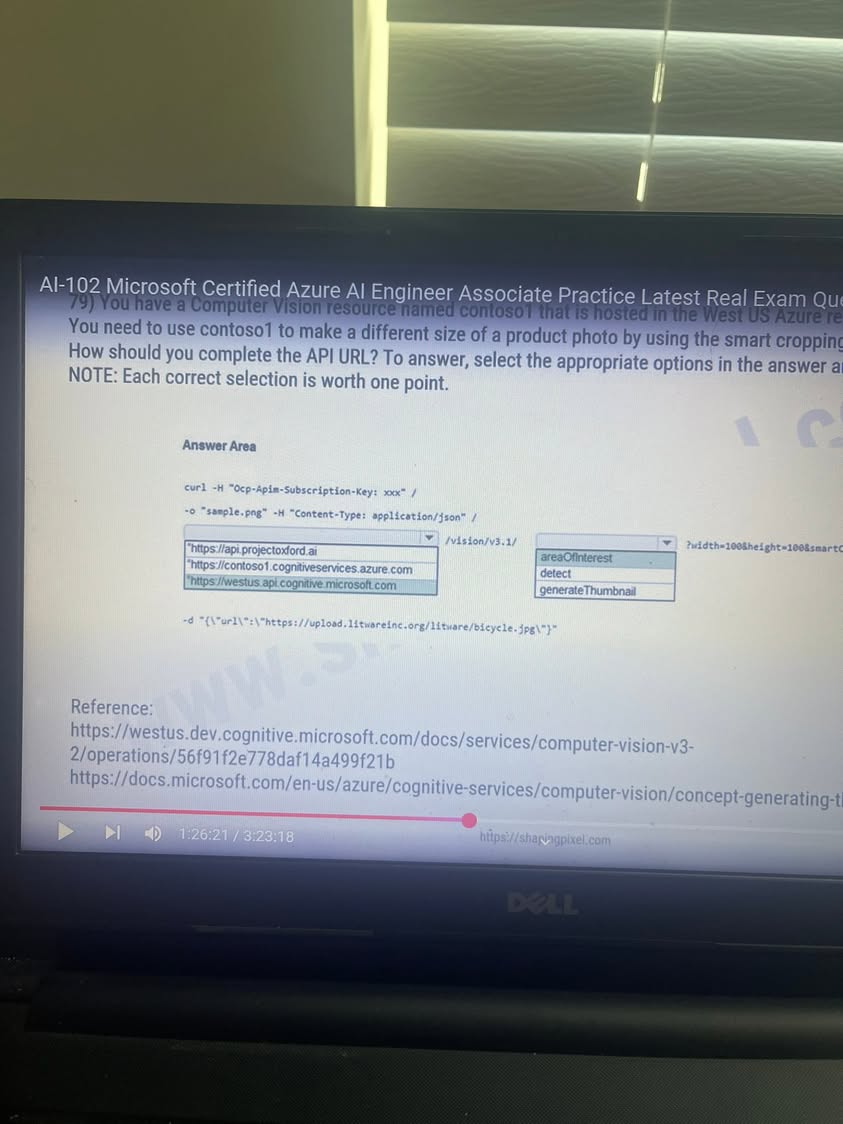 AI-102 Microsoft Certified Azure AI Engineer Associate Practice Latest Real Exam Que
79) You have a Computer Vision resource named contoso1 that is hosted in the West US Azure re
You need to use contoso1 to make a different size of a product photo by using the smart cropping
How should you complete the API URL? To answer, select the appropriate options in the answer a
NOTE: Each correct selection is worth one point.
Answer Area
curl -H "Ocp-Apim-Subscription-Key: xxx" /
-o "sample.png" -H "Content-Type: application/json" /
/vision/v3.1/ ?width=100&height=100&smartC
"https://api.projectoxford.ai
"https://contoso1.cognitiveservices.azure.com
"https://westus.api.cognitive.microsoft.com
areaOfInterest
detect
generateThumbnail
-d "{\"url\":\"https://upload.litwareinc.org/litware/bicycle.jpg\"}"
www.s
Reference:
https://westus.dev.cognitive.microsoft.com/docs/services/computer-vision-v3-
2/operations/56f91f2e778daf14a499f21b
https://docs.microsoft.com/en-us/azure/cognitive-services/computer-vision/concept-generating-t
1:26:21 / 3:23:18
https://shapingpixel.com
DELL